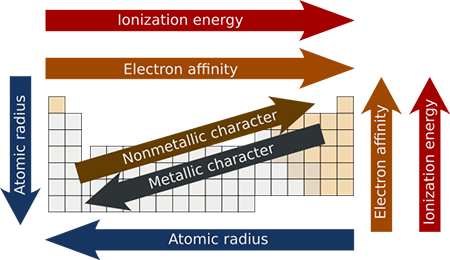 Ionization energy
Electron affinity
Atomic radius
Nonmetallic character
Metallic character
Electron affinity
Ionization energy
Atomic radius